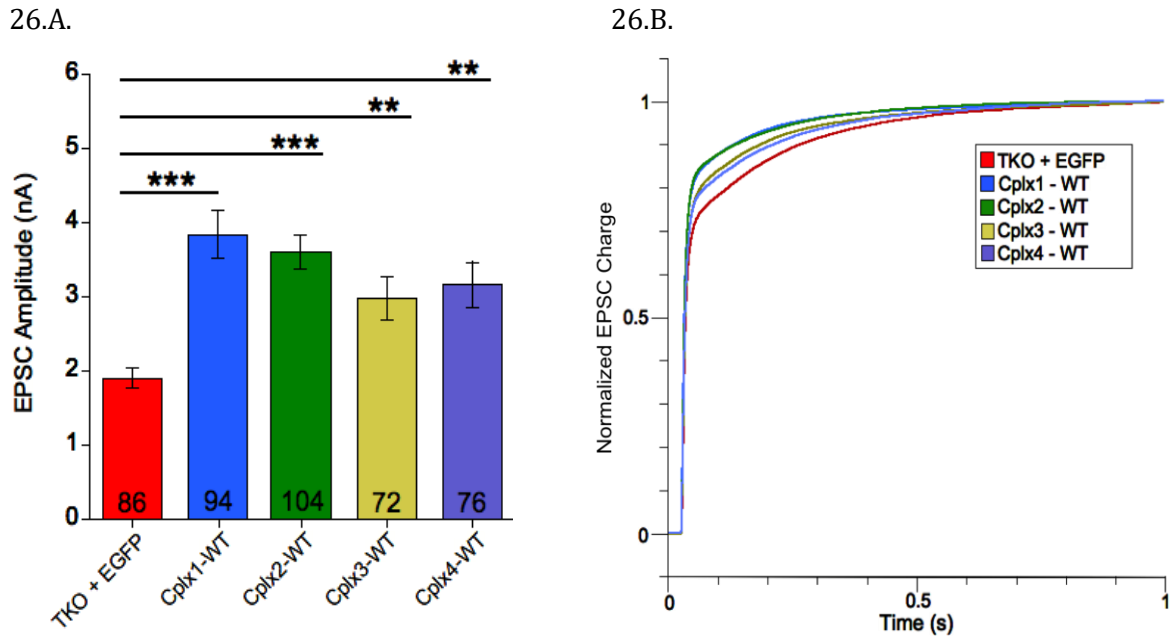 26.A.
26.B.
EPSC Amplitude (nA)
6
5
4
3
2
1
0
**
**
***
***
86
94
104
72
76
TKO + EGFP
Cplx1-WT
Cplx2-WT
Cplx3-WT
Cplx4-WT
Normalized EPSC Charge
1
0.5
0
TKO + EGFP
Cplx1 - WT
Cplx2 - WT
Cplx3 - WT
Cplx4 - WT
0
0.5
1
Time (s)